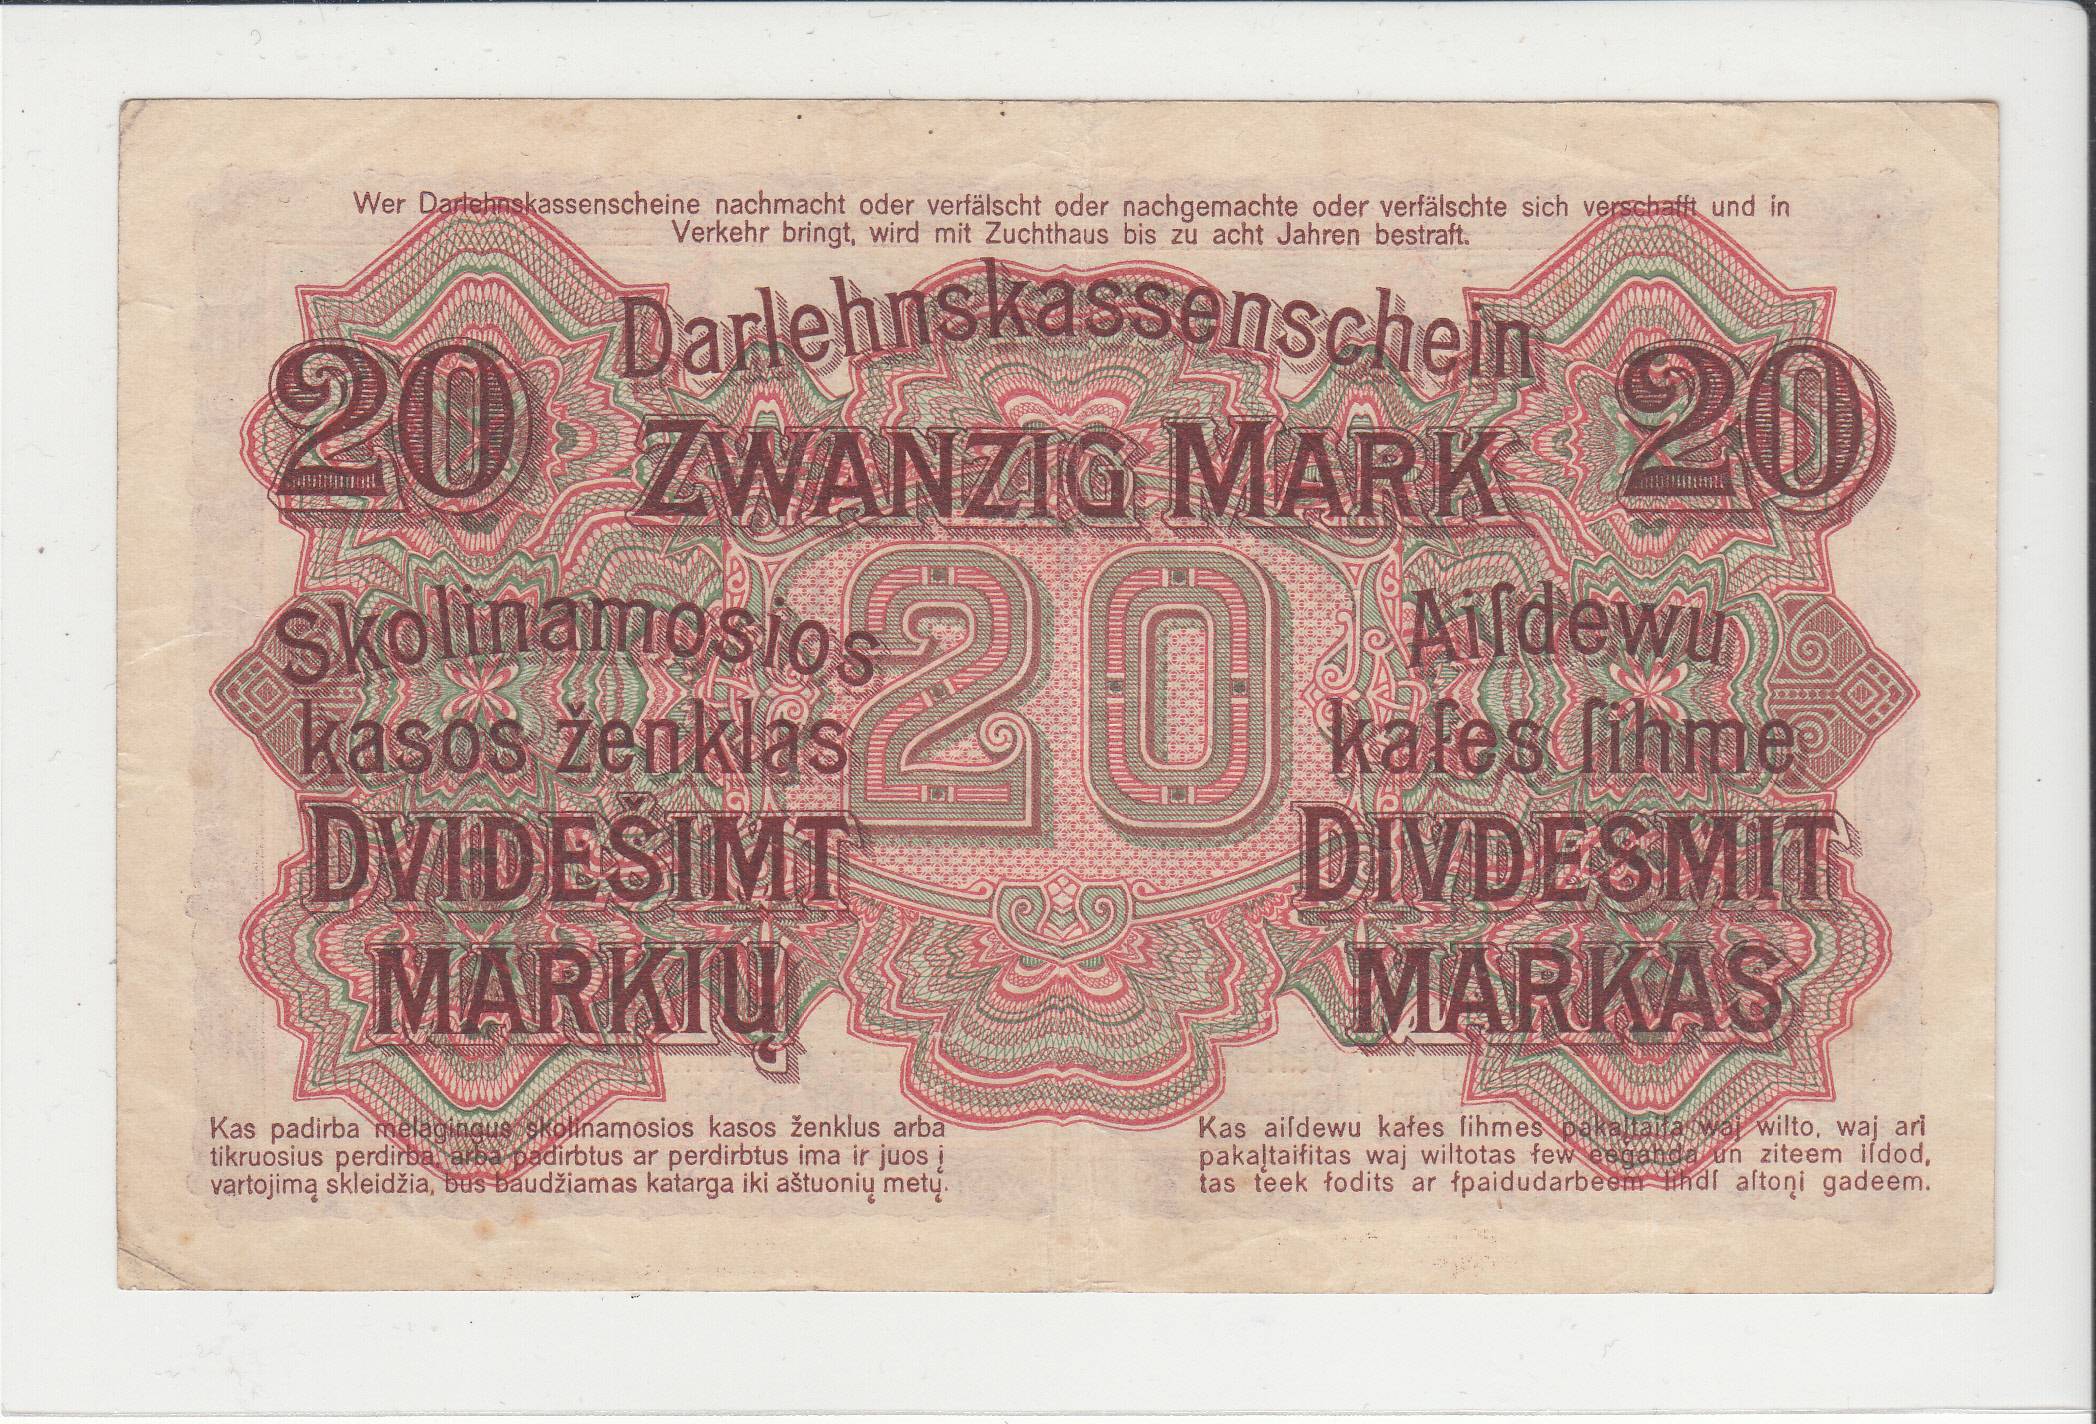 Wer Darlehnskassenscheine nachmacht oder verfälscht oder nachgemachte oder verfälschte sich verschafft und in
Verkehr bringt, wird mit Zuchthaus bis zu acht Jahren bestraft.
Darlehnskassenschein
20 ZWANZIG MARK 20
20
Skolinamosios
kasos ženklas
DVIDEŠIMT
MARKIŲ
Aiſdewu
kaſes ſihme
DIVDESMIT
MARKAS
Kas padirba melagingus skolinamosios kasos ženklus arba
tikruosius perdirba, arba padirbtus ar perdirbtus ima ir juos į
vartojimą skleidžia, bus baudžiamas katarga iki aštuonių metų.
Kas aiſdewu kaſes ſihmes pakaļtaiſa waj wilto, waj arī
pakaļtaiſitas waj wiltotas ſew eeganda un ziteem iſdod,
tas teek ſodits ar ſpaidudarbeem lihdſ aſtoņi gadeem.